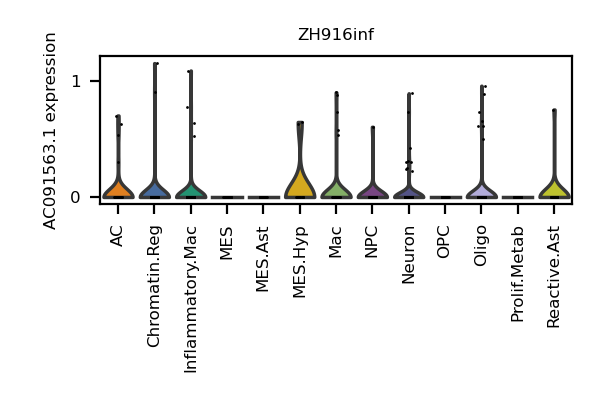 ZH916inf
AC091563.1 expression
1
0
AC
Chromatin.Reg
Inflammatory.Mac
MES
MES.Ast
MES.Hyp
Mac
NPC
Neuron
OPC
Oligo
Prolif.Metab
Reactive.Ast